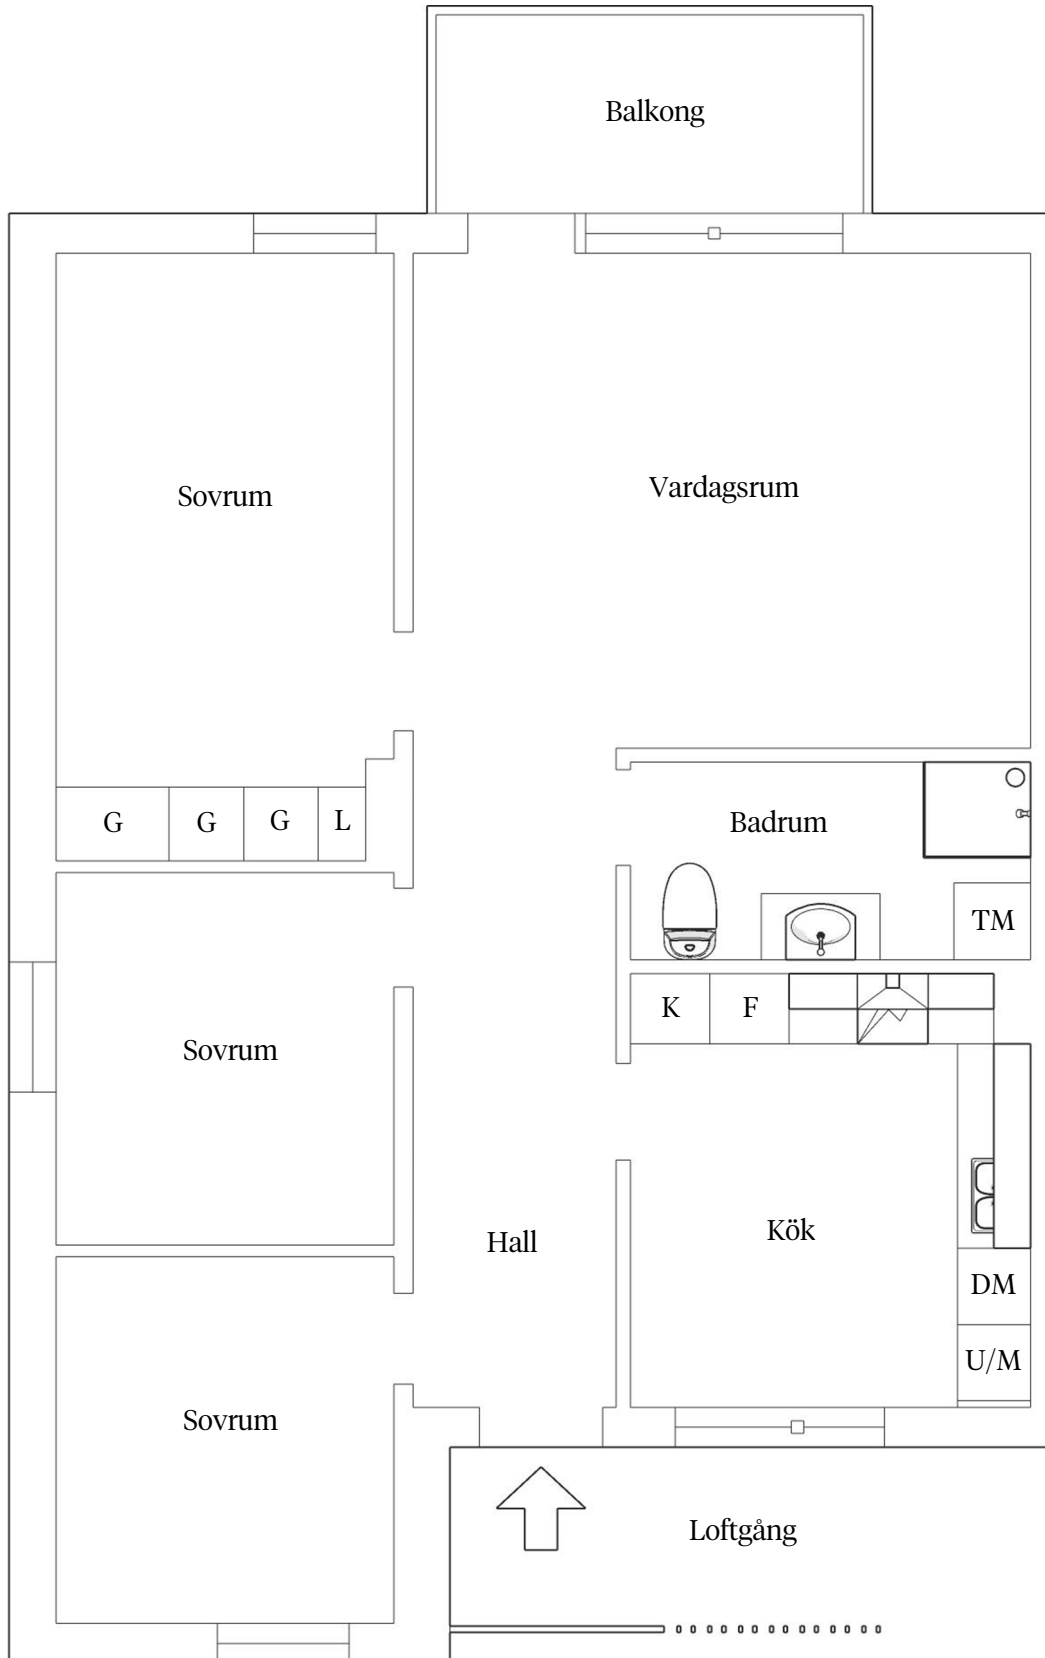 Balkong
Sovrum
Vardagsrum
G
G
G
L
Badrum
TM
K
F
Sovrum
Hall
Kök
DM
U/M
Sovrum
Loftgång